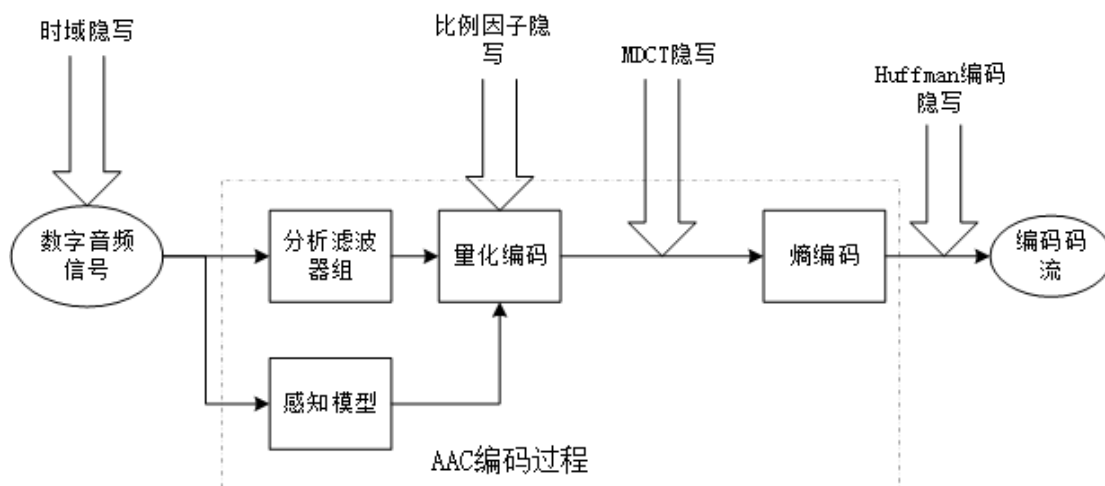 时域隐写
比例因子隐
写
MDCT隐写
Huffman编码
隐写
数字音频
信号
分析滤波
器组
量化编码
熵编码
编码码
流
感知模型
AAC编码过程